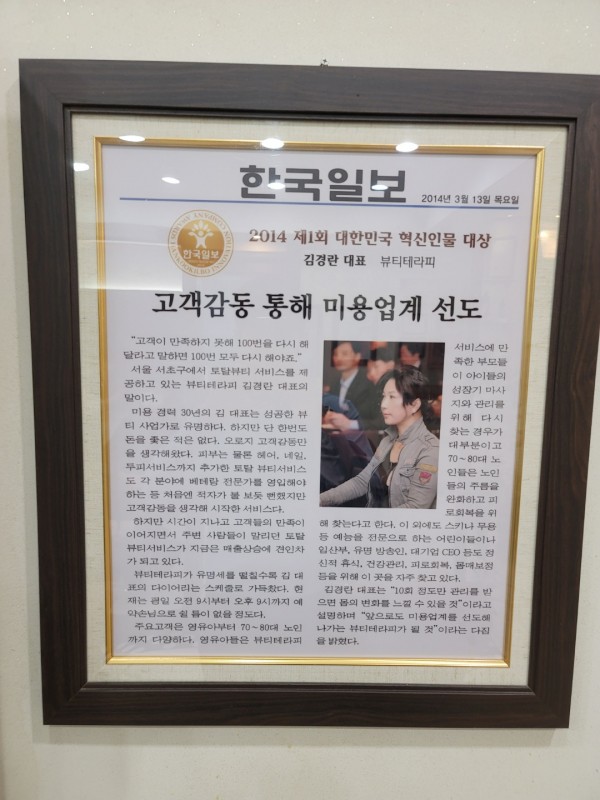 한국일보
2014년 3월 13일 목요일
한국일보
2014 제1회 대한민국 혁신인물 대상
김경란 대표 뷰티테라피
고객감동 통해 미용업계 선도
“고객이 만족하지 못해 100번을 다시 해
달라고 말하면 100번 모두 다시 해야죠.”
서울 서초구에서 토탈뷰티 서비스를 제
공하고 있는 뷰티테라피 김경란 대표의
말이다.
미용 경력 30년의 김 대표는 성공한 뷰
티 사업가로 유명하다. 하지만 단 한번도
돈을 좇은 적은 없다. 오로지 고객감동만
을 생각해왔다. 피부는 물론 헤어, 네일,
두피서비스까지 추가한 토탈 뷰티서비스
도 각 분야에 베테랑 전문가를 영입해야
하는 등 처음엔 적자가 불 보듯 뻔했지만
고객감동을 생각해 시작한 서비스다.
하지만 시간이 지나고 고객들의 만족이
이어지면서 주변 사람들이 말리던 토탈
뷰티서비스가 지금은 매출상승에 견인차
가 되고 있다.
뷰티테라피가 유명세를 떨칠수록 김 대
표의 다이어리는 스케줄로 가득찼다. 현
재는 평일 오전 9시부터 오후 9시까지 예
약손님으로 쉴 틈이 없을 정도다.
주요고객은 영유아부터 70~80대 노인
까지 다양하다. 영유아들은 뷰티테라피
서비스에 만
족한 부모들
이 아이들의
성장기 마사
지와 관리를
위해 다시
찾는 경우가
대부분이고
70~80대 노
인들은 노인
들의 주름을
완화하고 피
로회복을 위
해 찾는다고 한다. 이 외에도 스키나 무용
등 예능을 전문으로 하는 어린이들이나
임산부, 유명 방송인, 대기업 CEO 등도 정
신적 휴식, 건강관리, 피로회복, 몸매보정
등을 위해 이 곳을 자주 찾고 있다.
김경란 대표는 “10회 정도만 관리를 받
으면 몸의 변화를 느낄 수 있을 것”이라고
설명하며 “앞으로도 미용업계를 선도해
나가는 뷰티테라피가 될 것”이라는 다짐
을 밝혔다.